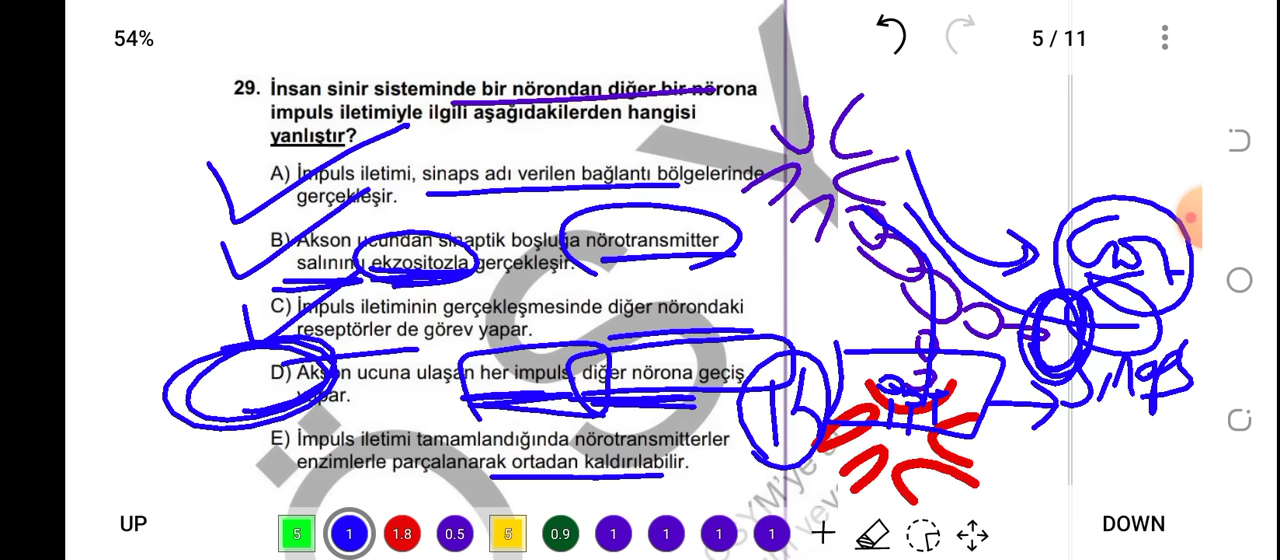 54%
5 / 11
29. İnsan sinir sisteminde bir nörondan diğer bir nörona
impuls iletimiyle ilgili aşağıdakilerden hangisi
yanlıştır?
A) İmpuls iletimi, sinaps adı verilen bağlantı bölgelerinde
gerçekleşir.
B) Akson ucundan sinaptik boşluğa nörotransmitter
salınımı ekzositozla gerçekleşir.
C) İmpuls iletiminin gerçekleşmesinde diğer nörondaki
reseptörler de görev yapar.
D) Akson ucuna ulaşan her impuls, diğer nörona geçiş
yapar.
E) İmpuls iletimi tamamlandığında nörotransmitterler
enzimlerle parçalanarak ortadan kaldırılabilir.
ÖSYM'ye
UP
5 1 1.8 0.5 5 0.9 1 1 1 1
DOWN